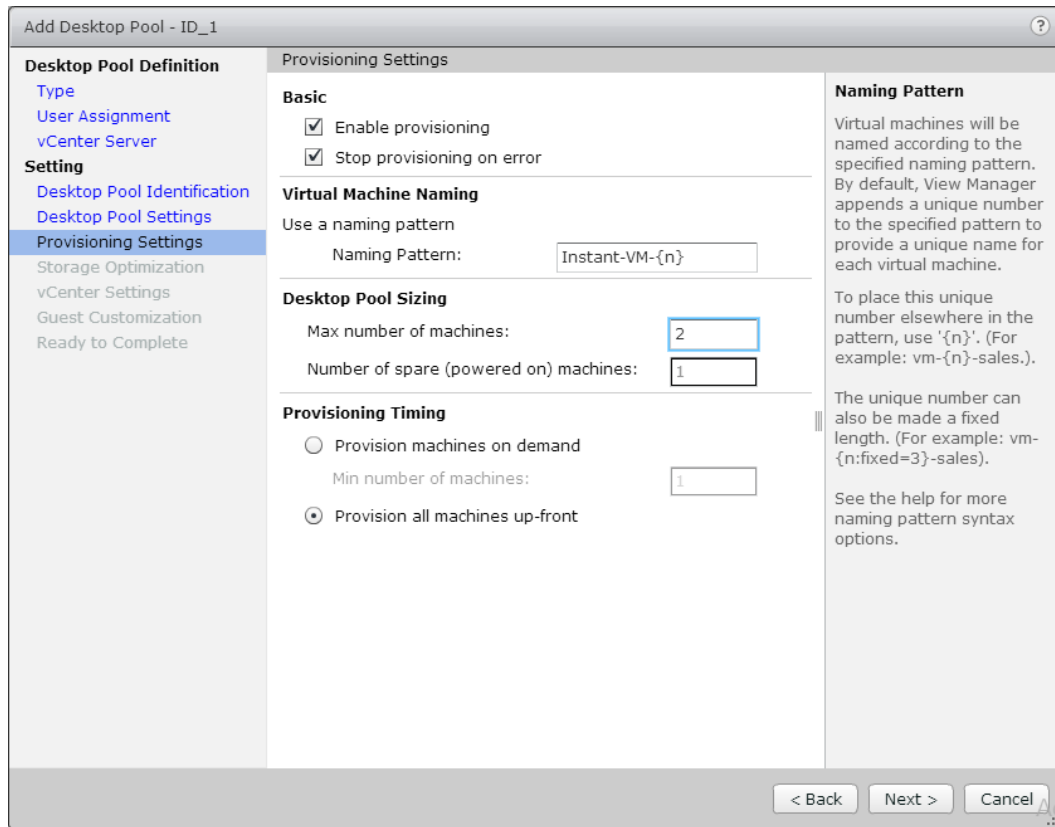 Add Desktop Pool - ID_1
?
Desktop Pool Definition
Type
User Assignment
vCenter Server
Setting
Desktop Pool Identification
Desktop Pool Settings
Provisioning Settings
Storage Optimization
vCenter Settings
Guest Customization
Ready to Complete
Provisioning Settings
Basic
Enable provisioning
Stop provisioning on error
Virtual Machine Naming
Use a naming pattern
Naming Pattern: Instant-VM-{n}
Desktop Pool Sizing
Max number of machines: 2
Number of spare (powered on) machines: 1
Provisioning Timing
Provision machines on demand
Min number of machines: 1
Provision all machines up-front
Naming Pattern
Virtual machines will be
named according to the
specified naming pattern.
By default, View Manager
appends a unique number
to the specified pattern to
provide a unique name for
each virtual machine.
To place this unique
number elsewhere in the
pattern, use '{n}'. (For
example: vm-{n}-sales.).
The unique number can
also be made a fixed
length. (For example: vm-
{n:fixed=3}-sales).
See the help for more
naming pattern syntax
options.
< Back
Next >
Cancel